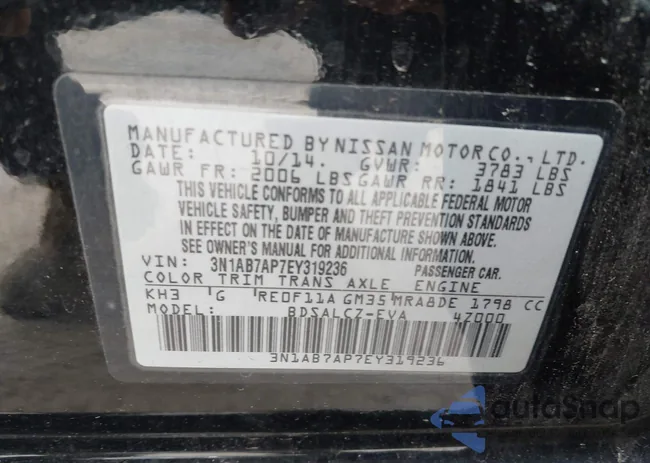 MANUFACTURED BY NISSAN MOTOR CO., LTD.
DATE: 10/14. GVWR: 3783 LBS
GAWR FR: 2006 LBS GAWR RR: 1841 LBS
THIS VEHICLE CONFORMS TO ALL APPLICABLE FEDERAL MOTOR
VEHICLE SAFETY, BUMPER AND THEFT PREVENTION STANDARDS
IN EFFECT ON THE DATE OF MANUFACTURE SHOWN ABOVE.
SEE OWNER'S MANUAL FOR ADDITIONAL INFORMATION.
VIN: 3N1AB7AP7EY319236 PASSENGER CAR.
COLOR TRIM TRANS AXLE ENGINE
KH3 G RE0F11A GM35 MRA8DE 1798 CC
MODEL: BDSALCZ-EVA 4Z000
3N1AB7AP7EY319236
autoSnap